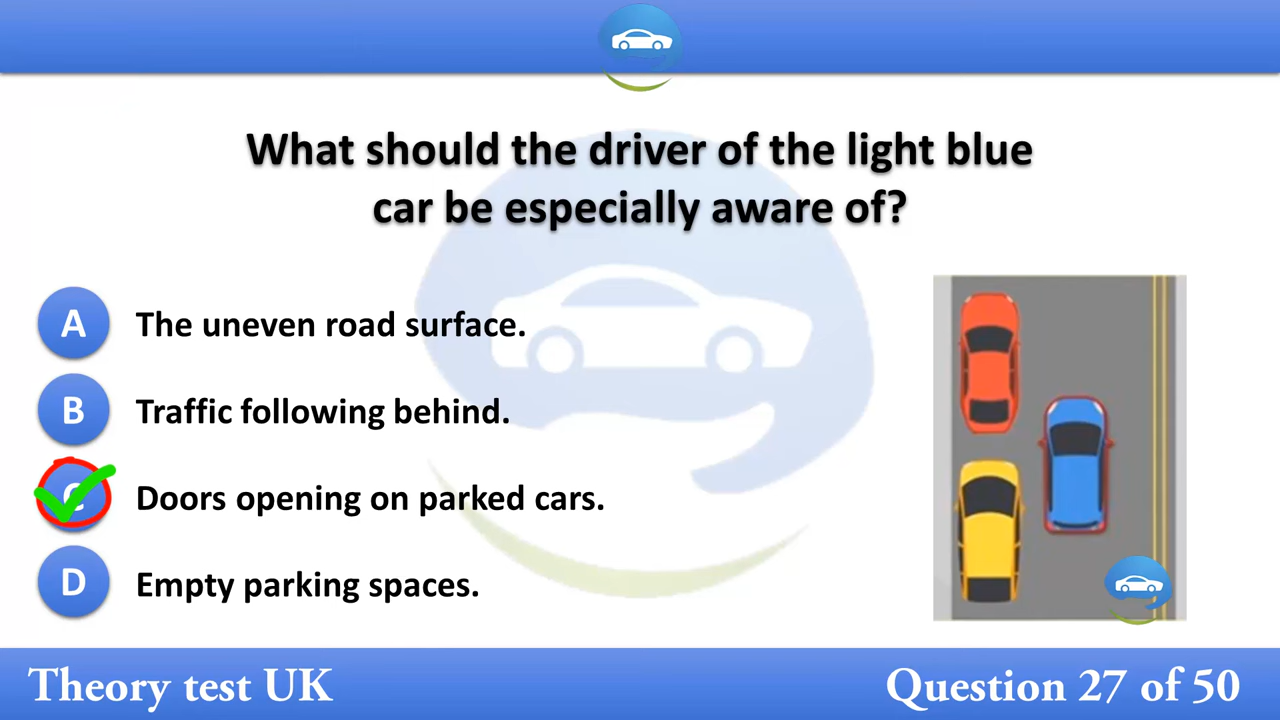 What should the driver of the light blue
car be especially aware of?
A The uneven road surface.
B Traffic following behind.
C Doors opening on parked cars.
D Empty parking spaces.
Theory test UK
Question 27 of 50